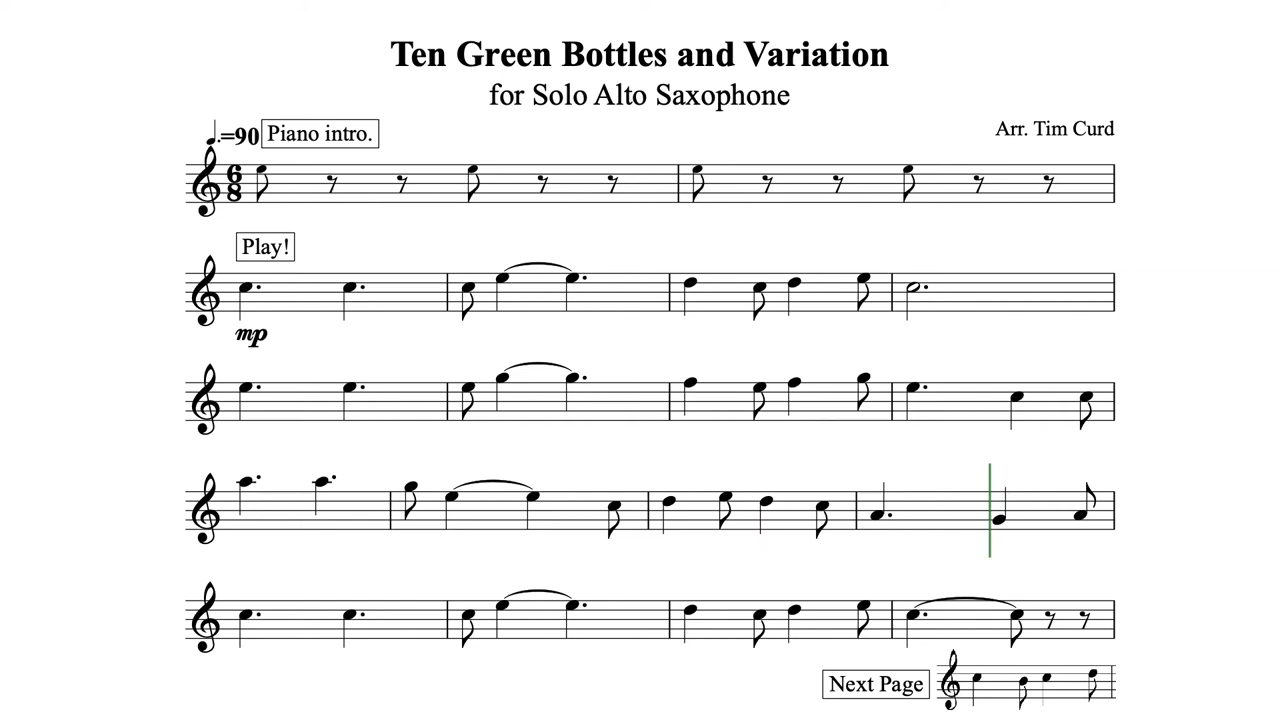 Ten Green Bottles and Variation
for Solo Alto Saxophone
♩.=90 Piano intro.
Arr. Tim Curd
6
8
Play!
mp
Next Page